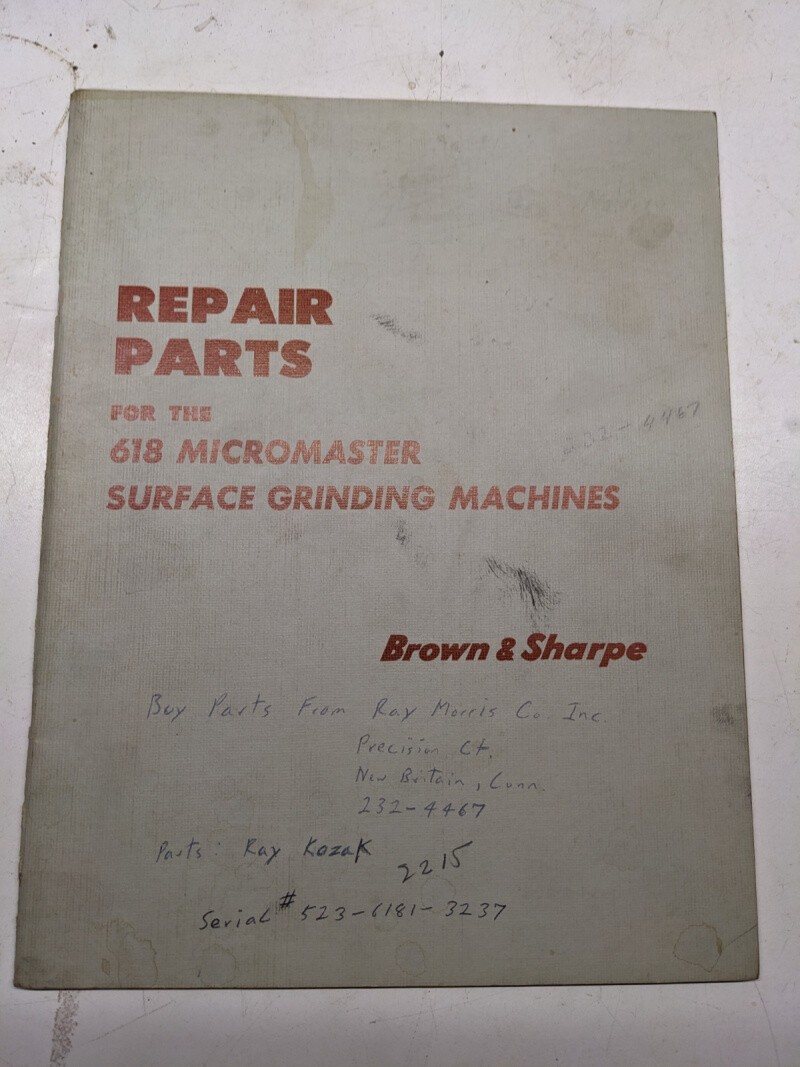 REPAIR
PARTS
FOR THE
618 MICROMASTER
232-4467
SURFACE GRINDING MACHINES
Brown & Sharpe
Buy Parts From Ray Morris Co. Inc
Precision Ct.
New Britain, Conn.
232-4467
Parts: Ray Kozak
2215
Serial # 523-6181-3237